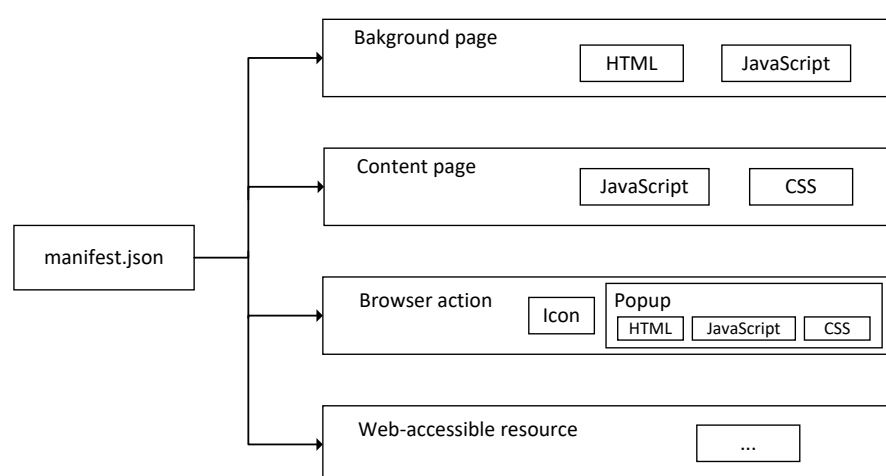 Bakground page
HTML JavaScript
Content page
JavaScript CSS
manifest.json
Browser action
Icon
Popup
HTML JavaScript CSS
Web-accessible resource
...